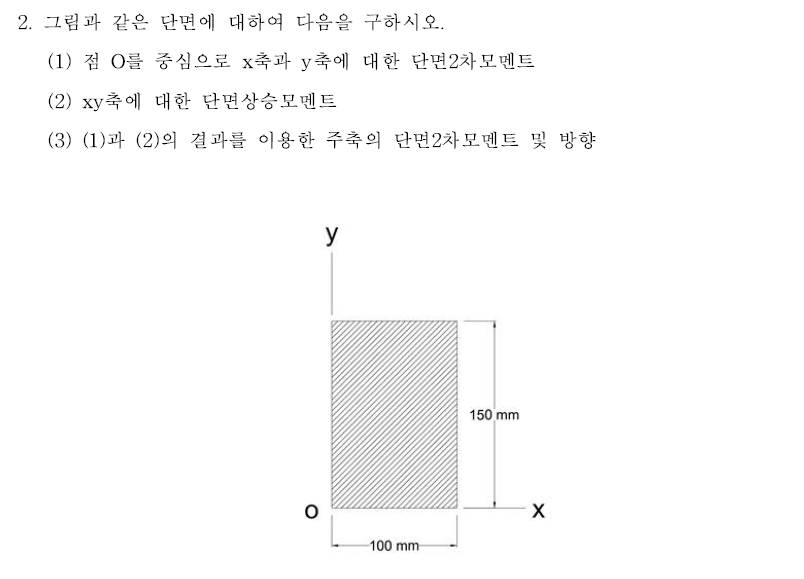 2. 그림과 같은 단면에 대하여 다음을 구하시오.
(1) 점 O를 중심으로 x축과 y축에 대한 단면2차모멘트
(2) xy축에 대한 단면상승모멘트
(3) (1)과 (2)의 결과를 이용한 주축의 단면2차모멘트 및 방향
y
150 mm
O
x
100 mm